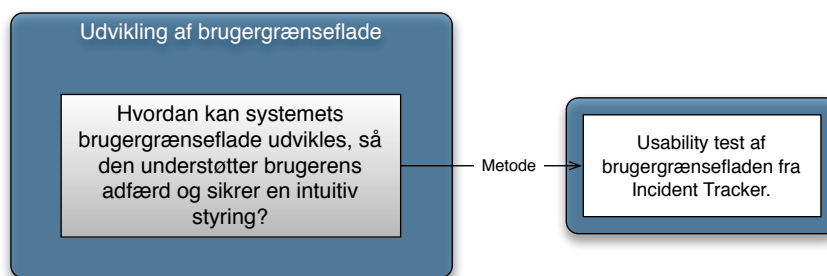 Udvikling af brugergrænseflade
Hvordan kan systemets
brugergrænseflade udvikles, så
den understøtter brugerens
adfærd og sikrer en intuitiv
styring?
Metode
Usability test af
brugergrænsefladen fra
Incident Tracker.